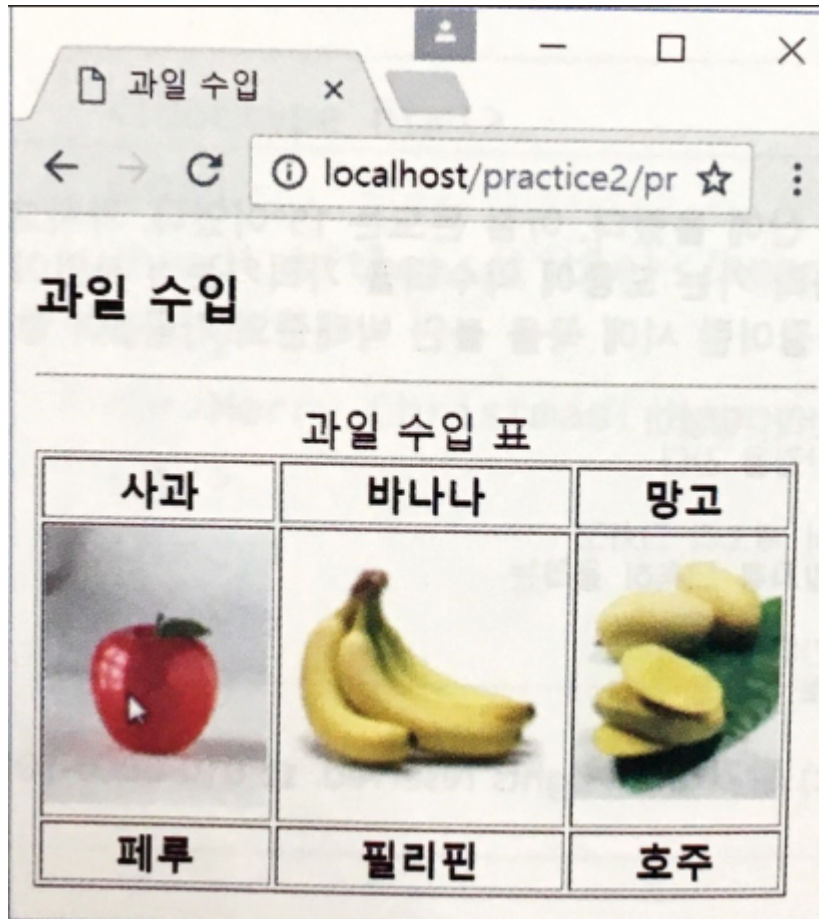 과일 수입
localhost/practice2/pr
과일 수입
과일 수입 표
사과 바나나 망고
페루 필리핀 호주